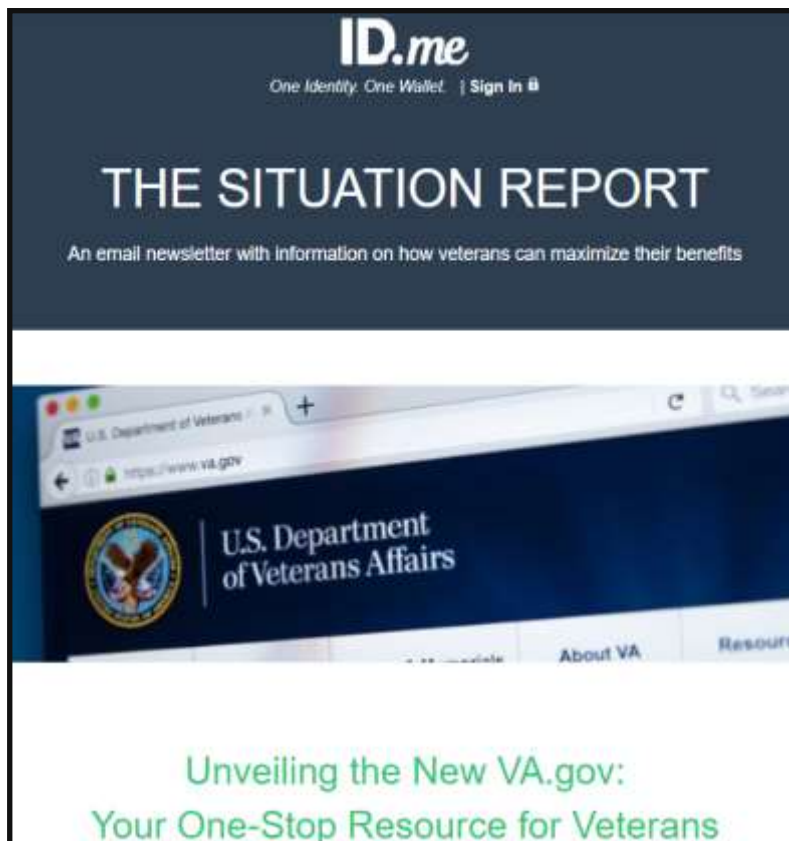 ID.me
One Identity. One Wallet. | Sign In
THE SITUATION REPORT
An email newsletter with information on how veterans can maximize their benefits
U.S. Department of Veterans
https://www.va.gov
U.S. Department
of Veterans Affairs
About VA
Unveiling the New VA.gov:
Your One-Stop Resource for Veterans